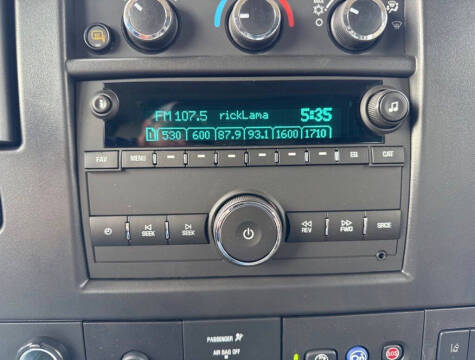 FM 107.5 rickLama 5:35
1 530 600 87.9 93.1 1600 1710
FAV MENU EQ CAT
SEEK SEEK REV FWD SRCE
PASSENGER
AIR BAG OFF
SOS